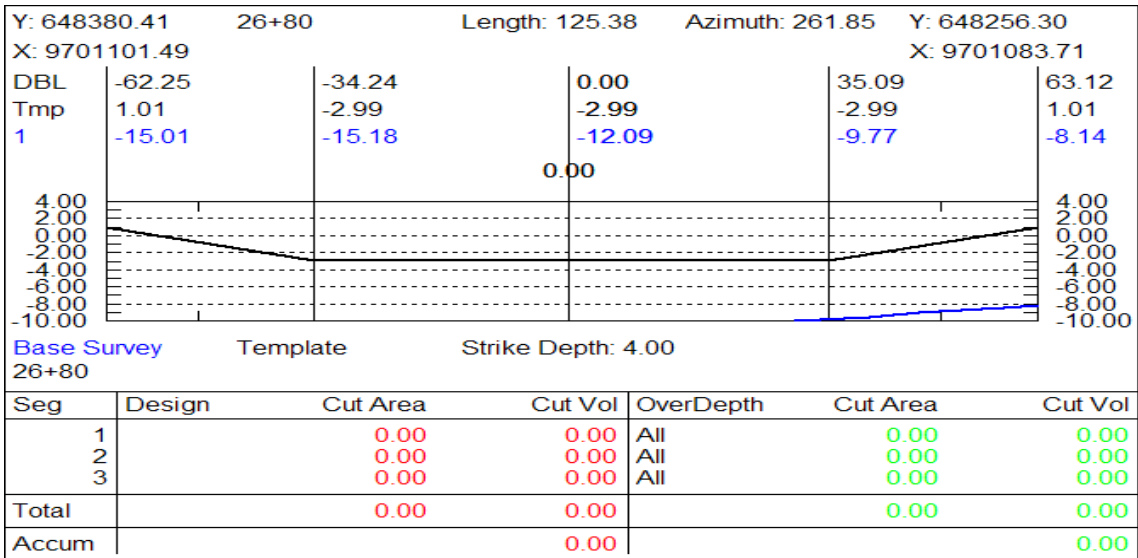 Y: 648380.41 26+80 Length: 125.38 Azimuth: 261.85 Y: 648256.30
X: 9701101.49 X: 9701083.71
DBL -62.25 -34.24 0.00 35.09 63.12
Tmp 1.01 -2.99 -2.99 -2.99 1.01
1 -15.01 -15.18 -12.09 -9.77 -8.14
0.00
4.00 4.00
2.00 2.00
0.00 0.00
-2.00 -2.00
-4.00 -4.00
-6.00 -6.00
-8.00 -8.00
-10.00 -10.00
Base Survey Template Strike Depth: 4.00
26+80
Seg Design Cut Area Cut Vol OverDepth Cut Area Cut Vol
1 0.00 0.00 All 0.00 0.00
2 0.00 0.00 All 0.00 0.00
3 0.00 0.00 All 0.00 0.00
Total 0.00 0.00 0.00 0.00
Accum 0.00 0.00